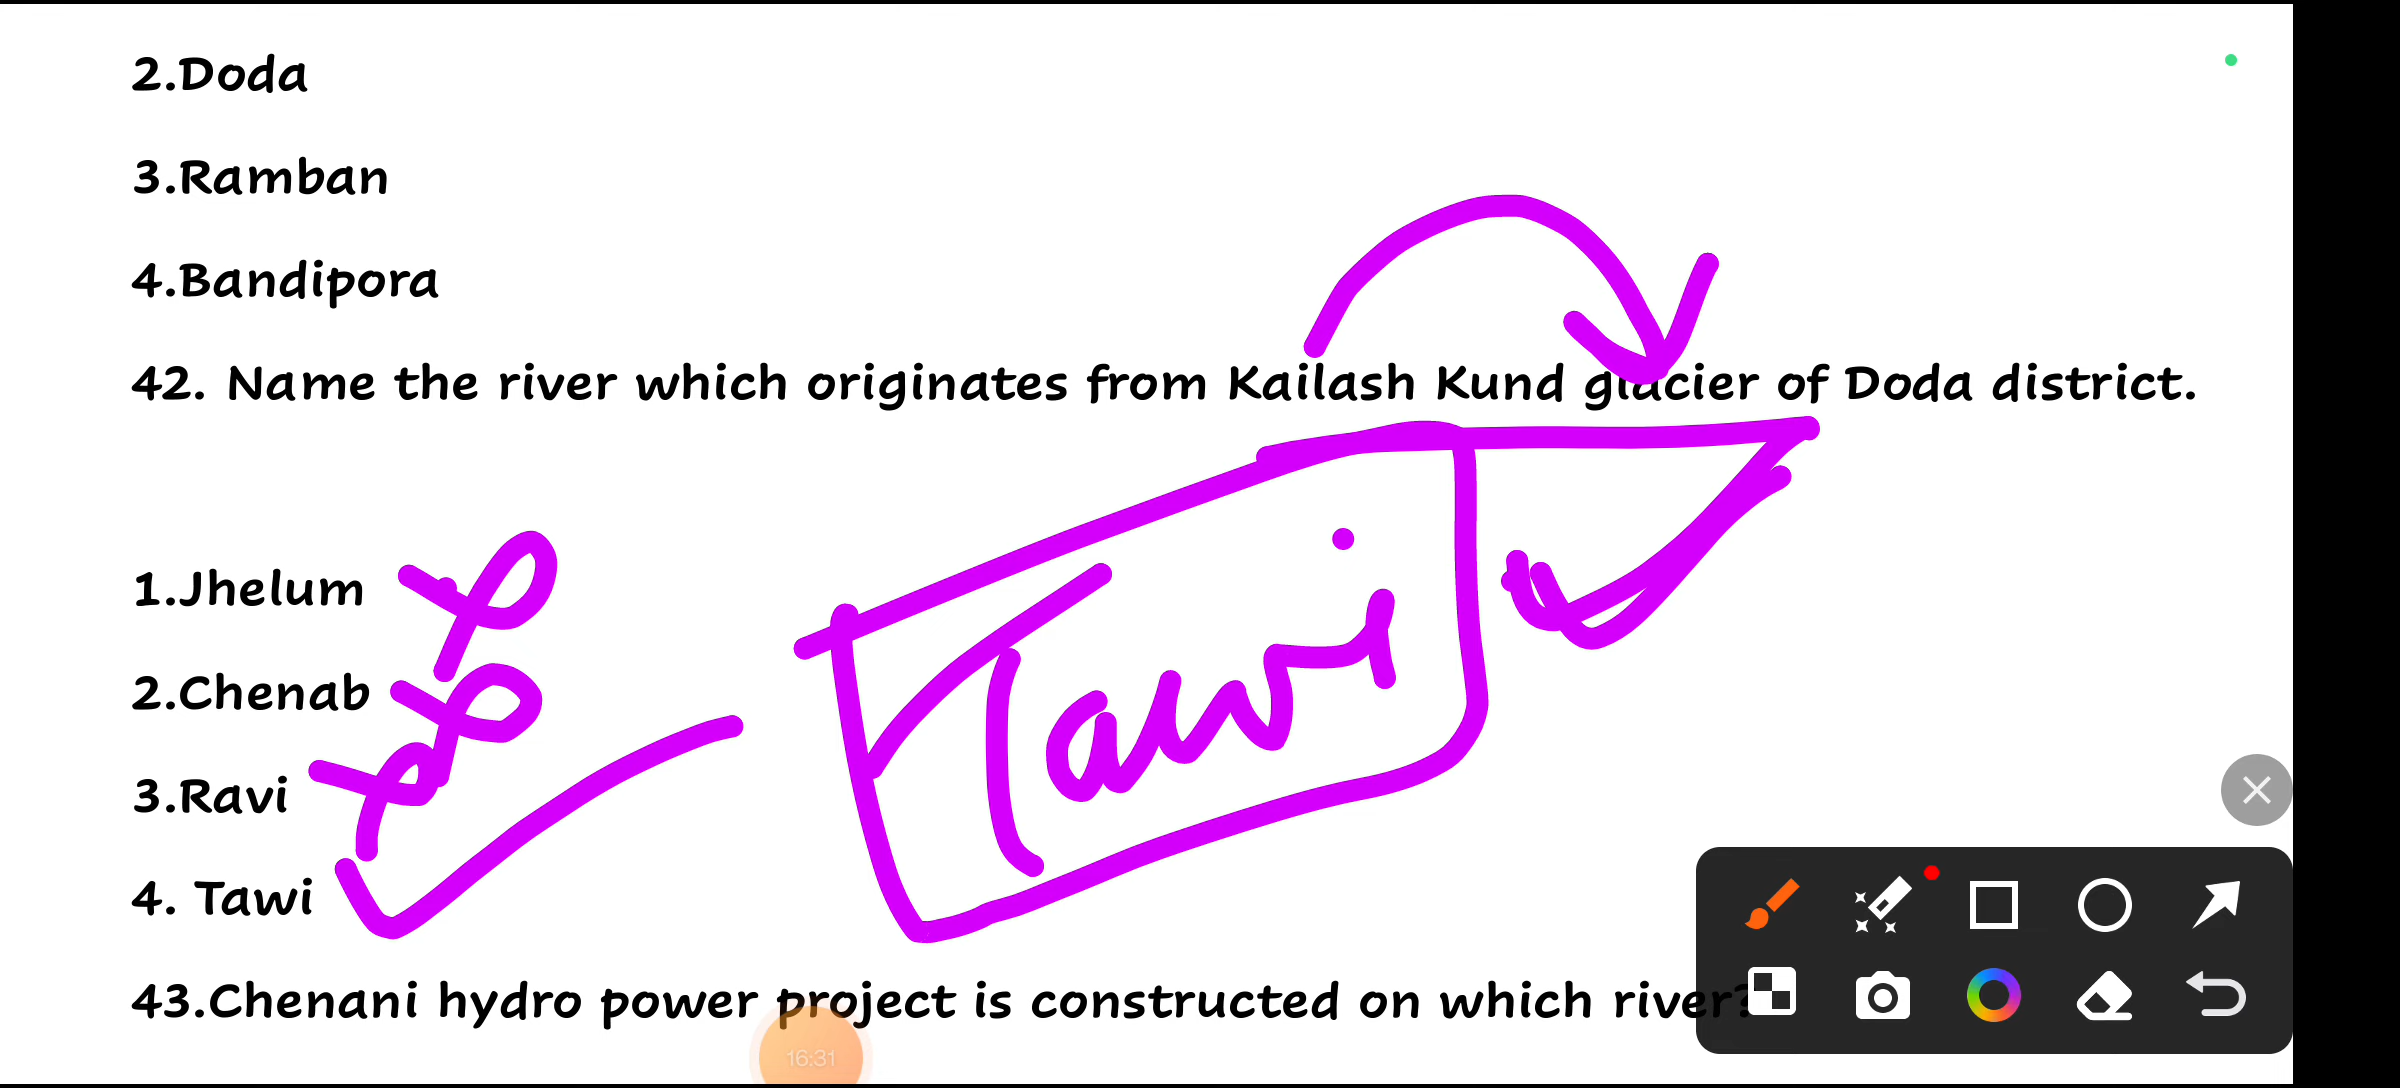 2.Doda
3.Ramban
4.Bandipora
42. Name the river which originates from Kailash Kund glacier of Doda district.
1.Jhelum
2.Chenab
3.Ravi
4. Tawi
Tawi
43.Chenani hydro power project is constructed on which river?
16:31